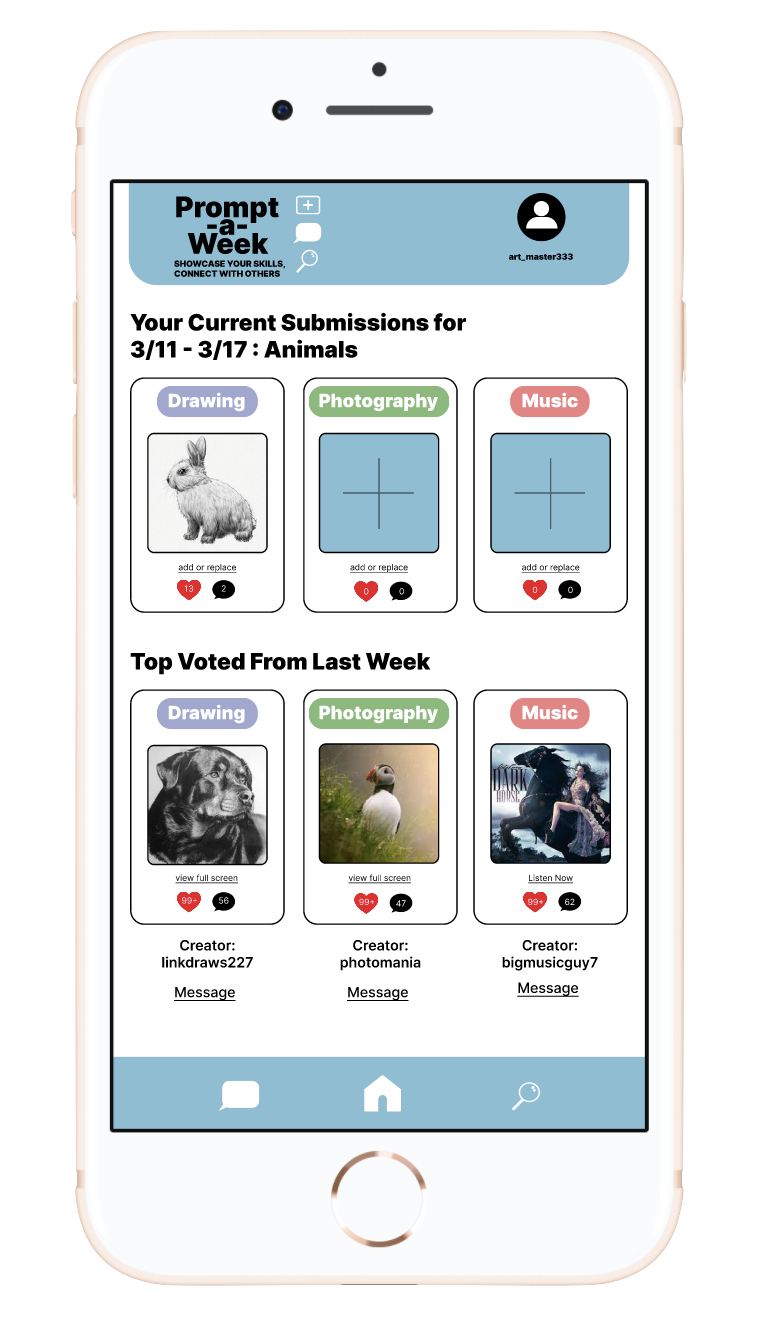 Prompt
-a-
Week
SHOWCASE YOUR SKILLS,
CONNECT WITH OTHERS
art_master333
Your Current Submissions for
3/11 - 3/17 : Animals
Drawing
Photography
Music
add or replace
add or replace
add or replace
13
2
0
0
0
0
Top Voted From Last Week
Drawing
Photography
Music
DARK
HORSE
view full screen
view full screen
Listen Now
99+
56
99+
47
99+
62
Creator:
linkdraws227
Creator:
photomania
Creator:
bigmusicguy7
Message
Message
Message